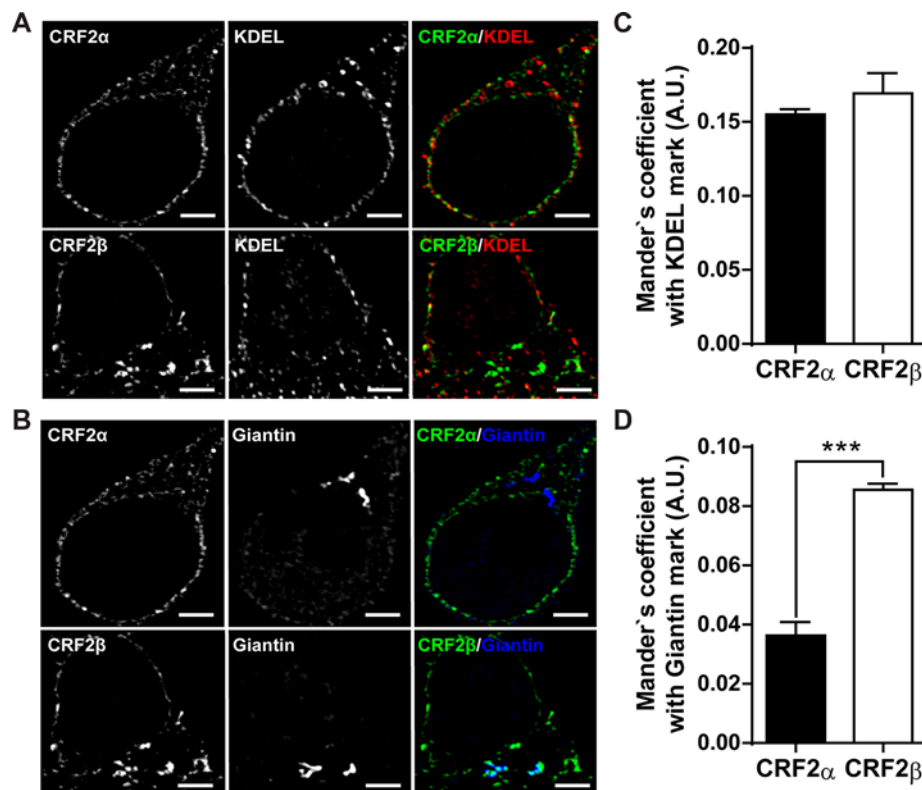 A
CRF2α KDEL CRF2α/KDEL
CRF2β KDEL CRF2β/KDEL
B
CRF2α Giantin CRF2α/Giantin
CRF2β Giantin CRF2β/Giantin
C
Mander`s coefficient
with KDEL mark (A.U.)
0.20
0.15
0.10
0.05
0.00
CRF2α CRF2β
D
Mander`s coefficient
with Giantin mark (A.U.)
0.10
0.08
0.06
0.04
0.02
0.00
***
CRF2α CRF2β